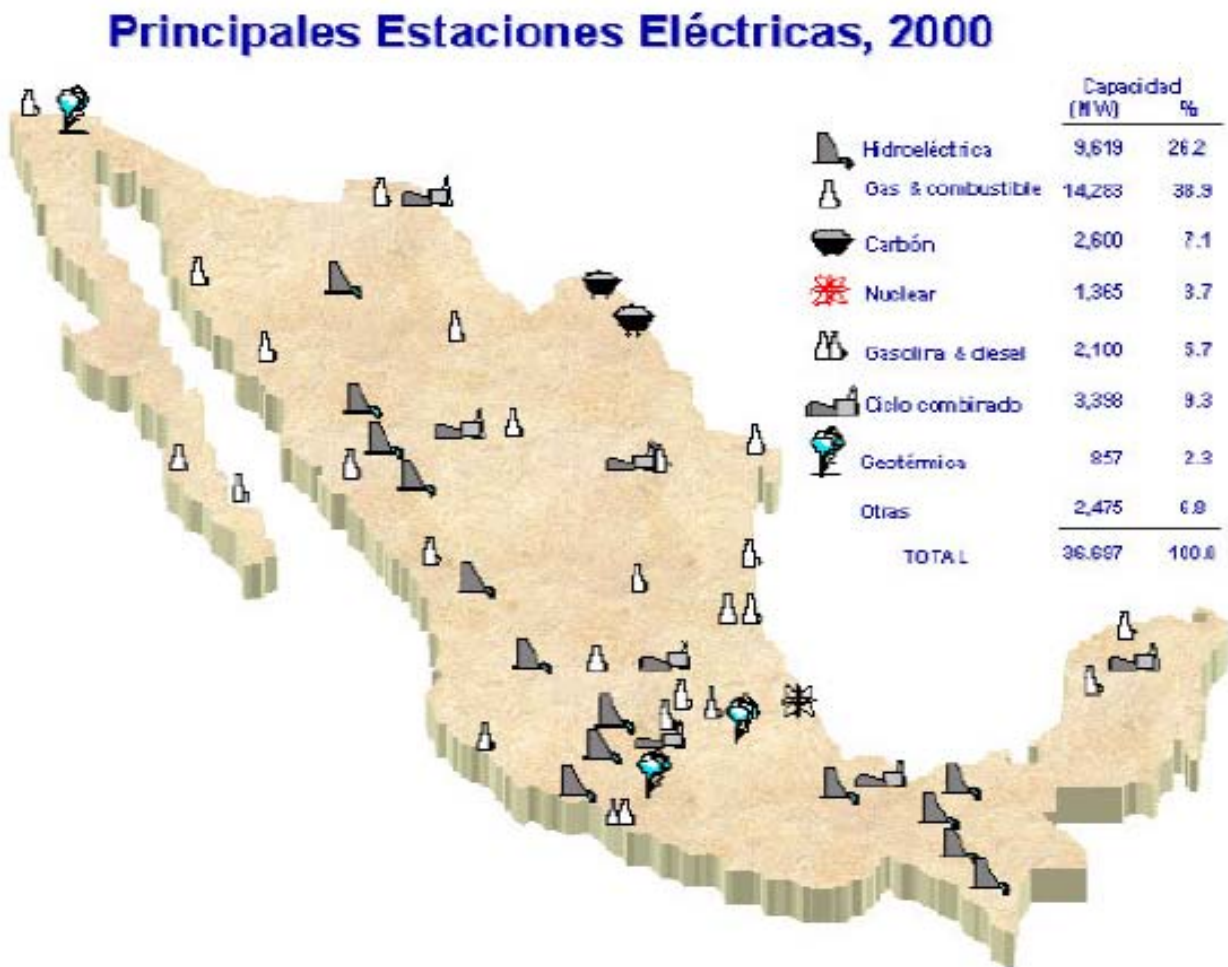 Principales Estaciones Eléctricas, 2000
Capacidad
(MW) %
Hidroeléctrica 9,619 26.2
Gas & combustible 14,283 38.9
Carbón 2,600 7.1
Nuclear 1,365 3.7
Gasolina & diesel 2,100 5.7
Ciclo combinado 3,398 9.3
Geotérmica 857 2.3
Otras 2,475 6.8
TOTAL 36,697 100.0